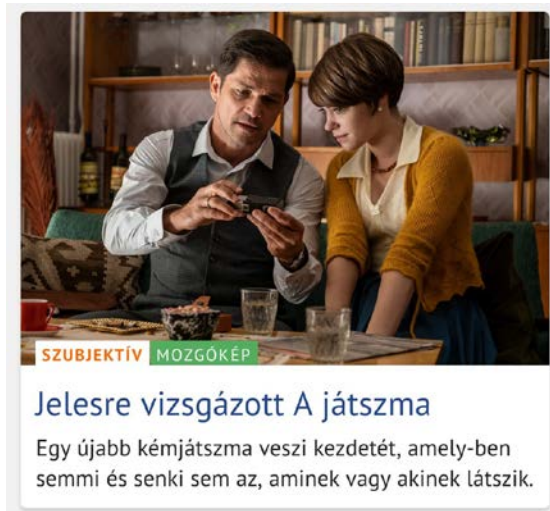 SZUBJEKTÍV MOZGÓKÉP
Jelesre vizsgázott A játszma
Egy újabb kémjátszma veszi kezdetét, amely-ben
semmi és senki sem az, aminek vagy akinek látszik.